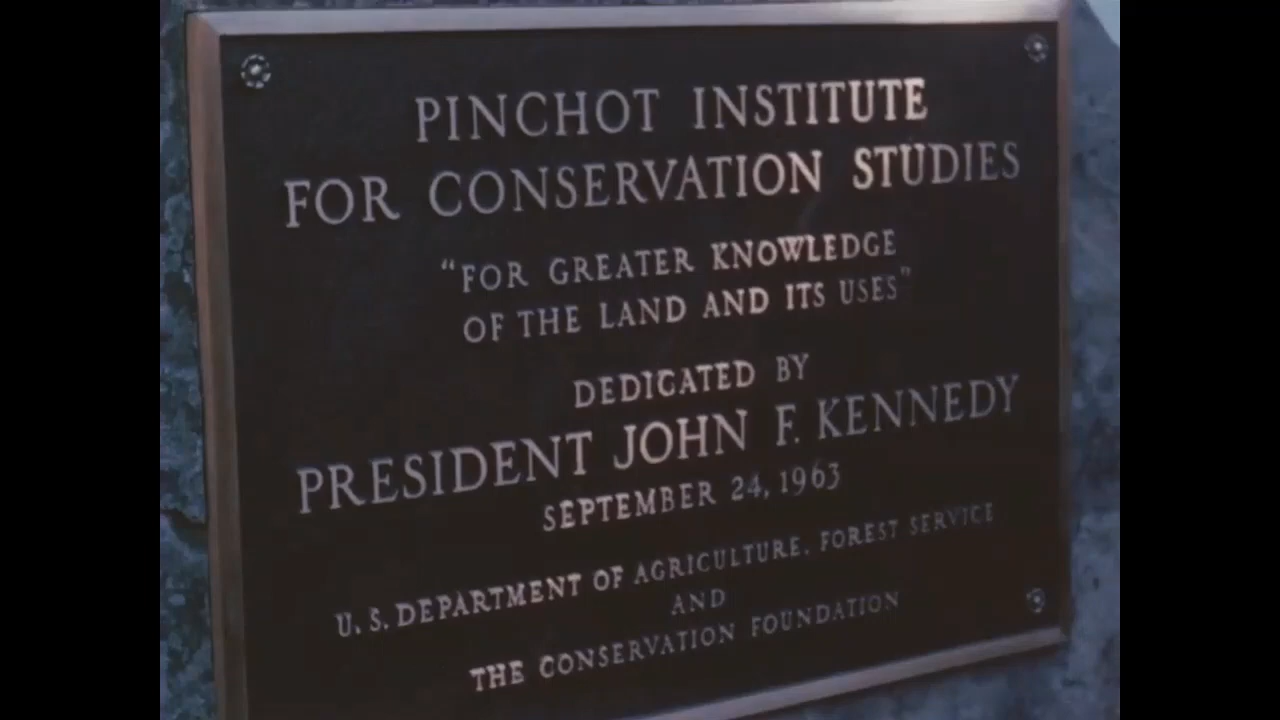 PINCHOT INSTITUTE
FOR CONSERVATION STUDIES
“FOR GREATER KNOWLEDGE
OF THE LAND AND ITS USES”
DEDICATED BY
PRESIDENT JOHN F. KENNEDY
SEPTEMBER 24, 1963
U. S. DEPARTMENT OF AGRICULTURE, FOREST SERVICE
AND
THE CONSERVATION FOUNDATION